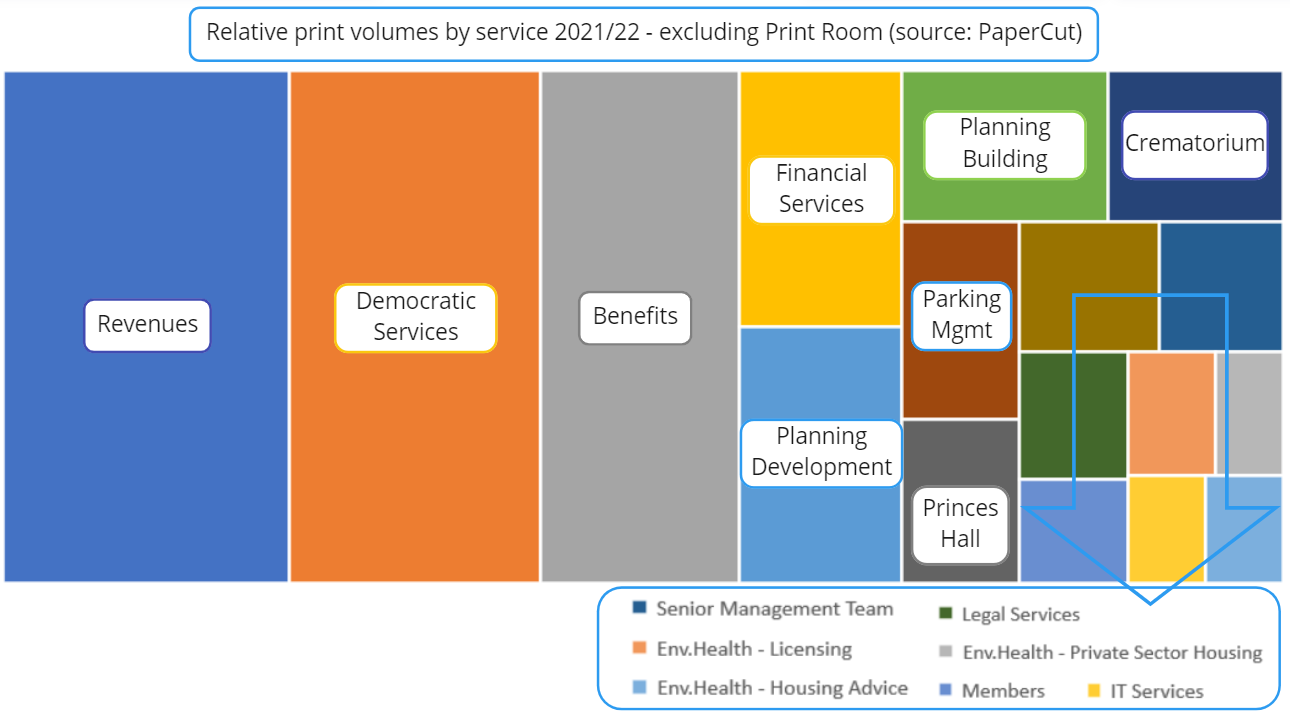 Relative print volumes by service 2021/22 - excluding Print Room (source: PaperCut)
Revenues
Democratic
Services
Benefits
Financial
Services
Planning
Development
Planning
Building
Crematorium
Parking
Mgmt
Princes
Hall
Senior Management Team
Legal Services
Env.Health - Licensing
Env.Health - Private Sector Housing
Env.Health - Housing Advice
Members
IT Services